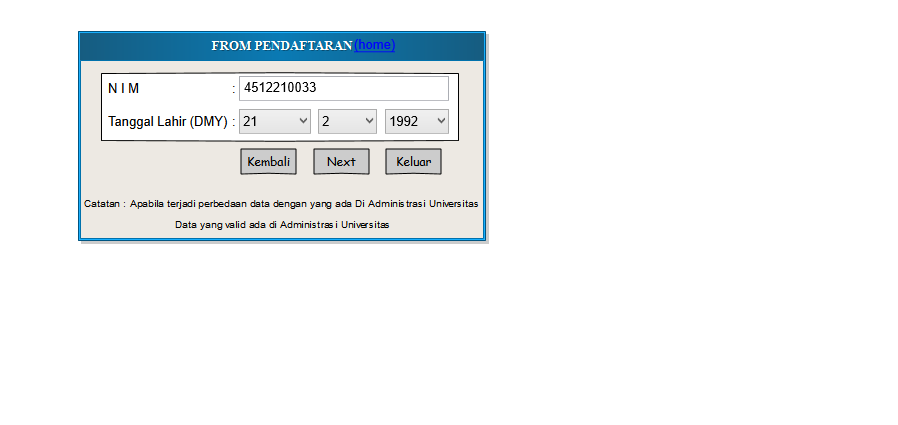 FROM PENDAFTARAN (home)
N I M : 4512210033
Tanggal Lahir (DMY) : 21 2 1992
Kembali Next Keluar
Catatan : Apabila terjadi perbedaan data dengan yang ada Di Administrasi Universitas
Data yang valid ada di Administrasi Universitas